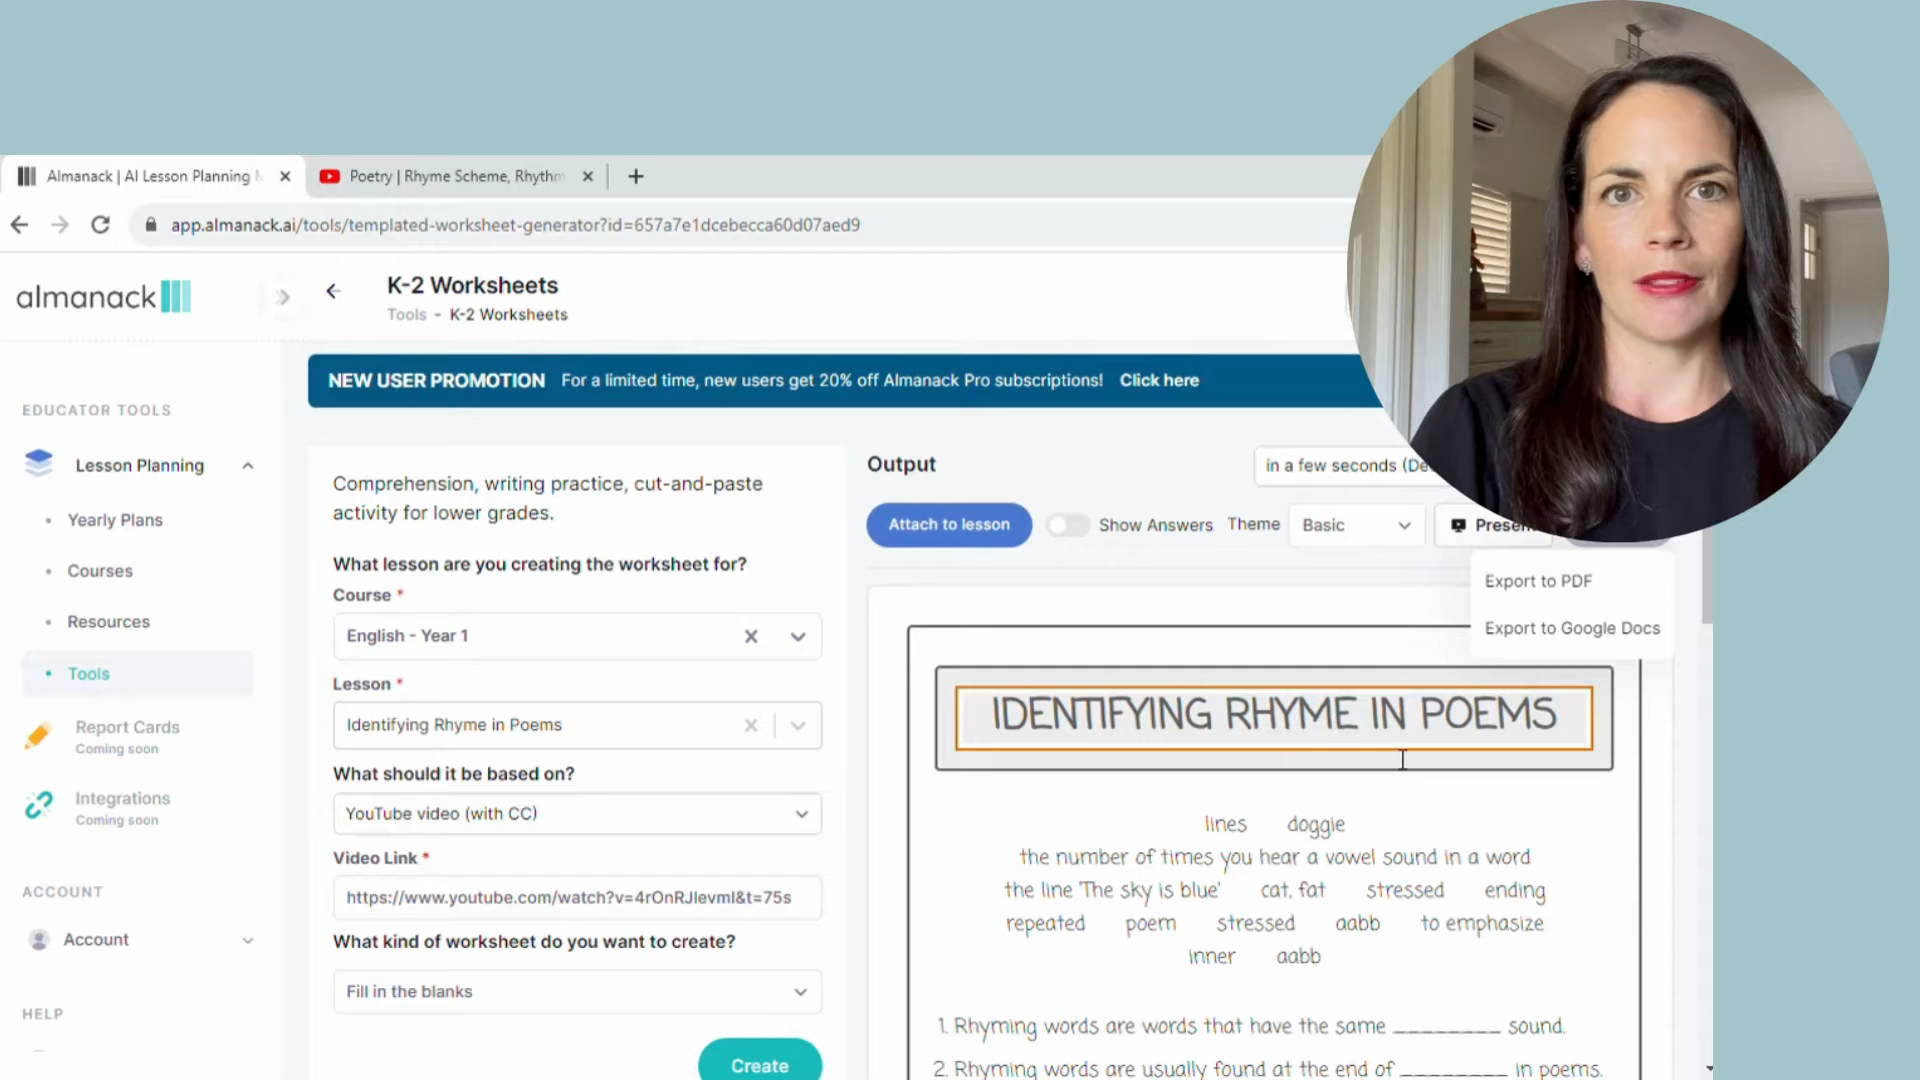 Almanack | AI Lesson Planning
Poetry | Rhyme Scheme, Rhythm
app.almanack.ai/tools/templated-worksheet-generator?id=657a7e1dcebecca60d07aed9
almanack
K-2 Worksheets
Tools - K-2 Worksheets
NEW USER PROMOTION For a limited time, new users get 20% off Almanack Pro subscriptions! Click here
EDUCATOR TOOLS
Lesson Planning
Yearly Plans
Courses
Resources
Tools
Report Cards
Coming soon
Integrations
Coming soon
ACCOUNT
Account
HELP
Comprehension, writing practice, cut-and-paste
activity for lower grades.
What lesson are you creating the worksheet for?
Course *
English - Year 1
Lesson *
Identifying Rhyme in Poems
What should it be based on?
YouTube video (with CC)
Video Link *
https://www.youtube.com/watch?v=4rOnRJIevmI&t=75s
What kind of worksheet do you want to create?
Fill in the blanks
Create
Output
in a few seconds (De
Attach to lesson
Show Answers
Theme
Basic
Presen
Export to PDF
Export to Google Docs
IDENTIFYING RHYME IN POEMS
lines doggie
the number of times you hear a vowel sound in a word
the line 'The sky is blue' cat, fat stressed ending
repeated poem stressed aabb to emphasize
inner aabb
1. Rhyming words are words that have the same ________ sound.
2. Rhyming words are usually found at the end of ________ in poems.